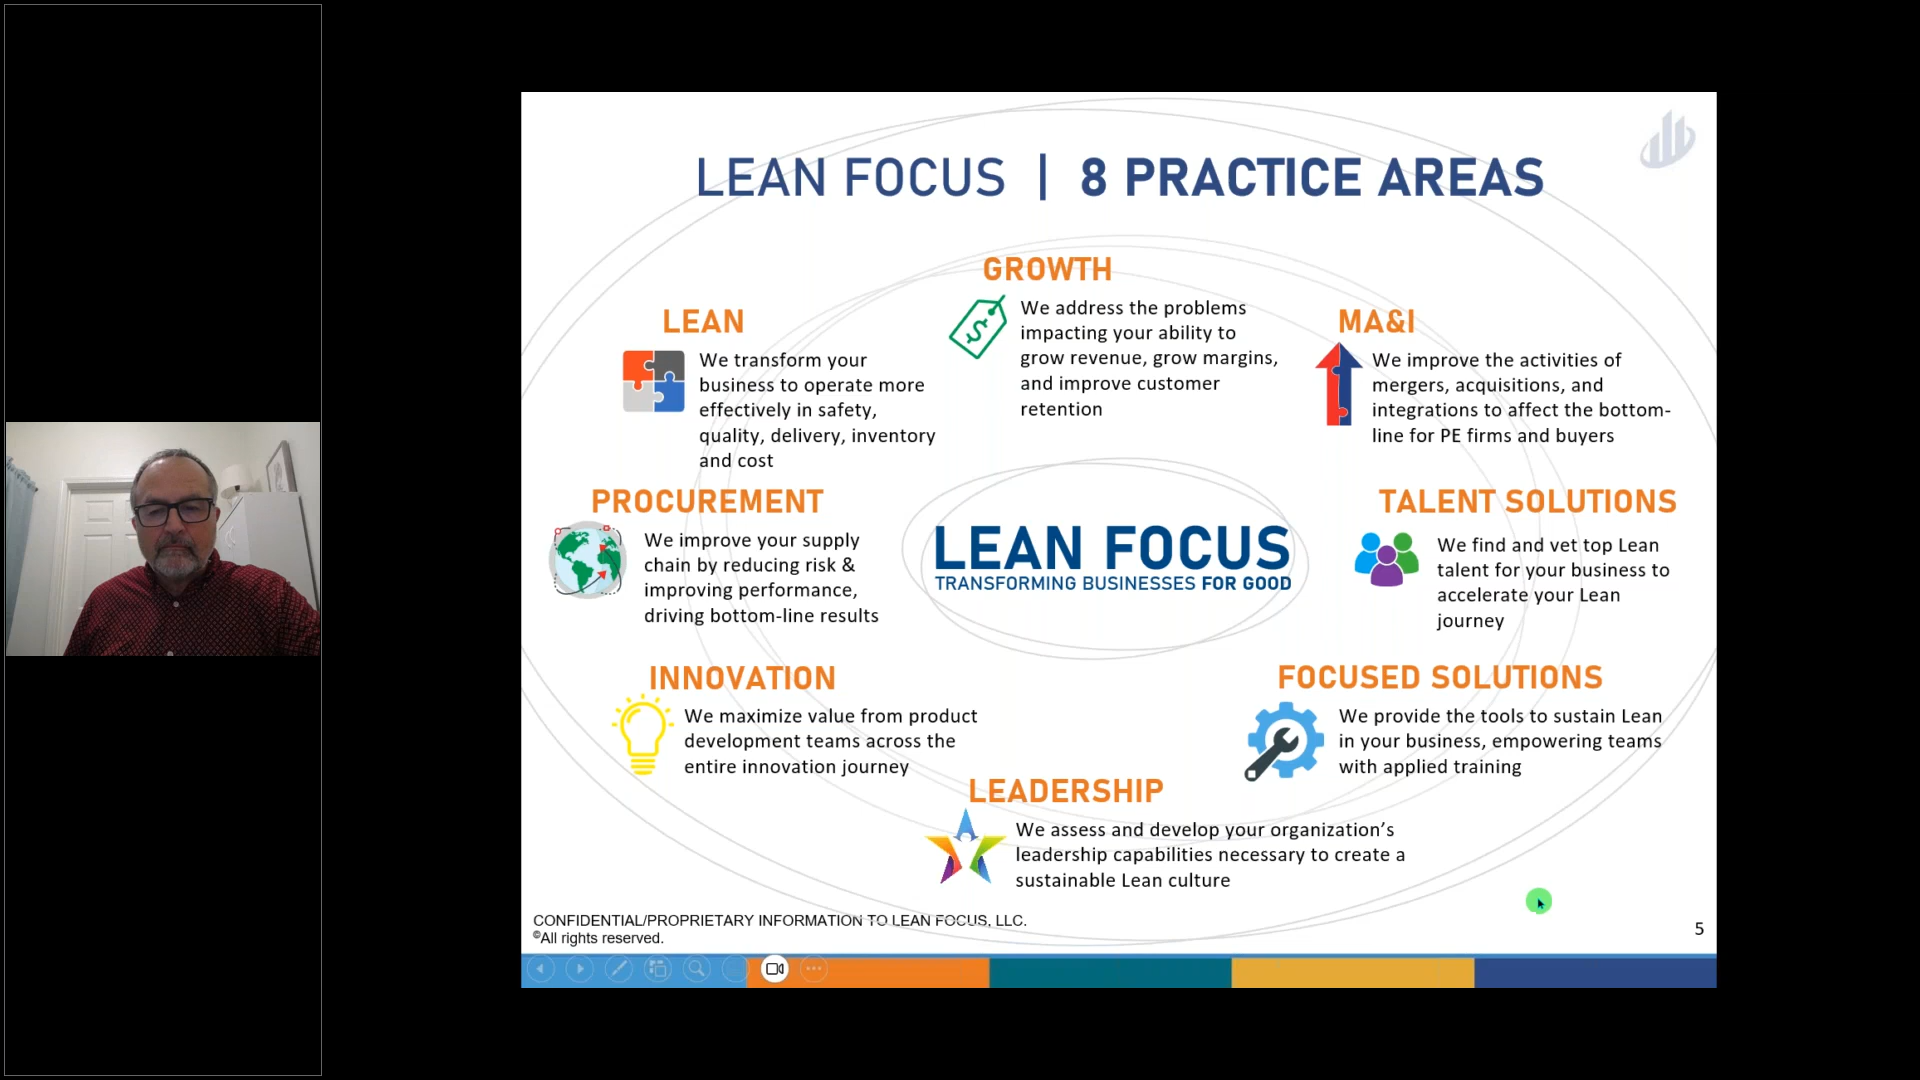 LEAN FOCUS | 8 PRACTICE AREAS
GROWTH
We address the problems
impacting your ability to
grow revenue, grow margins,
and improve customer
retention
LEAN
We transform your
business to operate more
effectively in safety,
quality, delivery, inventory
and cost
MA&I
We improve the activities of
mergers, acquisitions, and
integrations to affect the bottom-
line for PE firms and buyers
PROCUREMENT
We improve your supply
chain by reducing risk &
improving performance,
driving bottom-line results
LEAN FOCUS
TRANSFORMING BUSINESSES FOR GOOD
TALENT SOLUTIONS
We find and vet top Lean
talent for your business to
accelerate your Lean
journey
INNOVATION
We maximize value from product
development teams across the
entire innovation journey
FOCUSED SOLUTIONS
We provide the tools to sustain Lean
in your business, empowering teams
with applied training
LEADERSHIP
We assess and develop your organization’s
leadership capabilities necessary to create a
sustainable Lean culture
CONFIDENTIAL/PROPRIETARY INFORMATION TO LEAN FOCUS, LLC.
©All rights reserved.
5